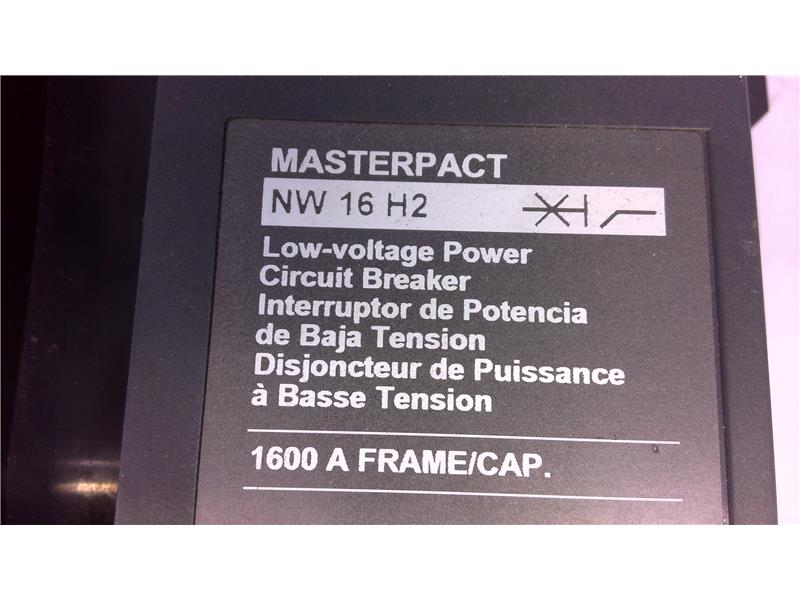 MASTERPACT
NW 16 H2
Low-voltage Power
Circuit Breaker
Interruptor de Potencia
de Baja Tension
Disjoncteur de Puissance
à Basse Tension
1600 A FRAME/CAP.